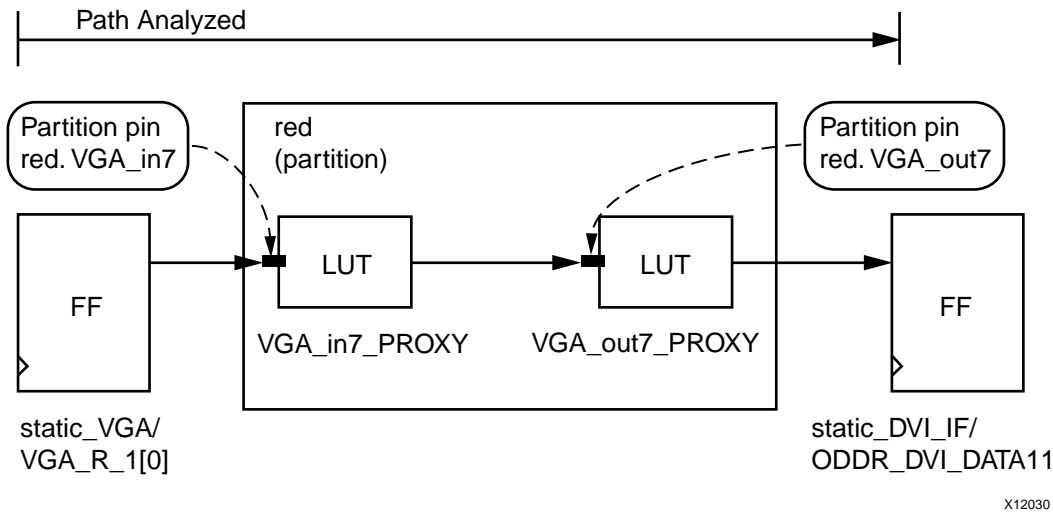 Path Analyzed
Partition pin
red. VGA_in7
red
(partition)
Partition pin
red. VGA_out7
FF
LUT
LUT
FF
VGA_in7_PROXY
VGA_out7_PROXY
static_VGA/
VGA_R_1[0]
static_DVI_IF/
ODDR_DVI_DATA11
X12030